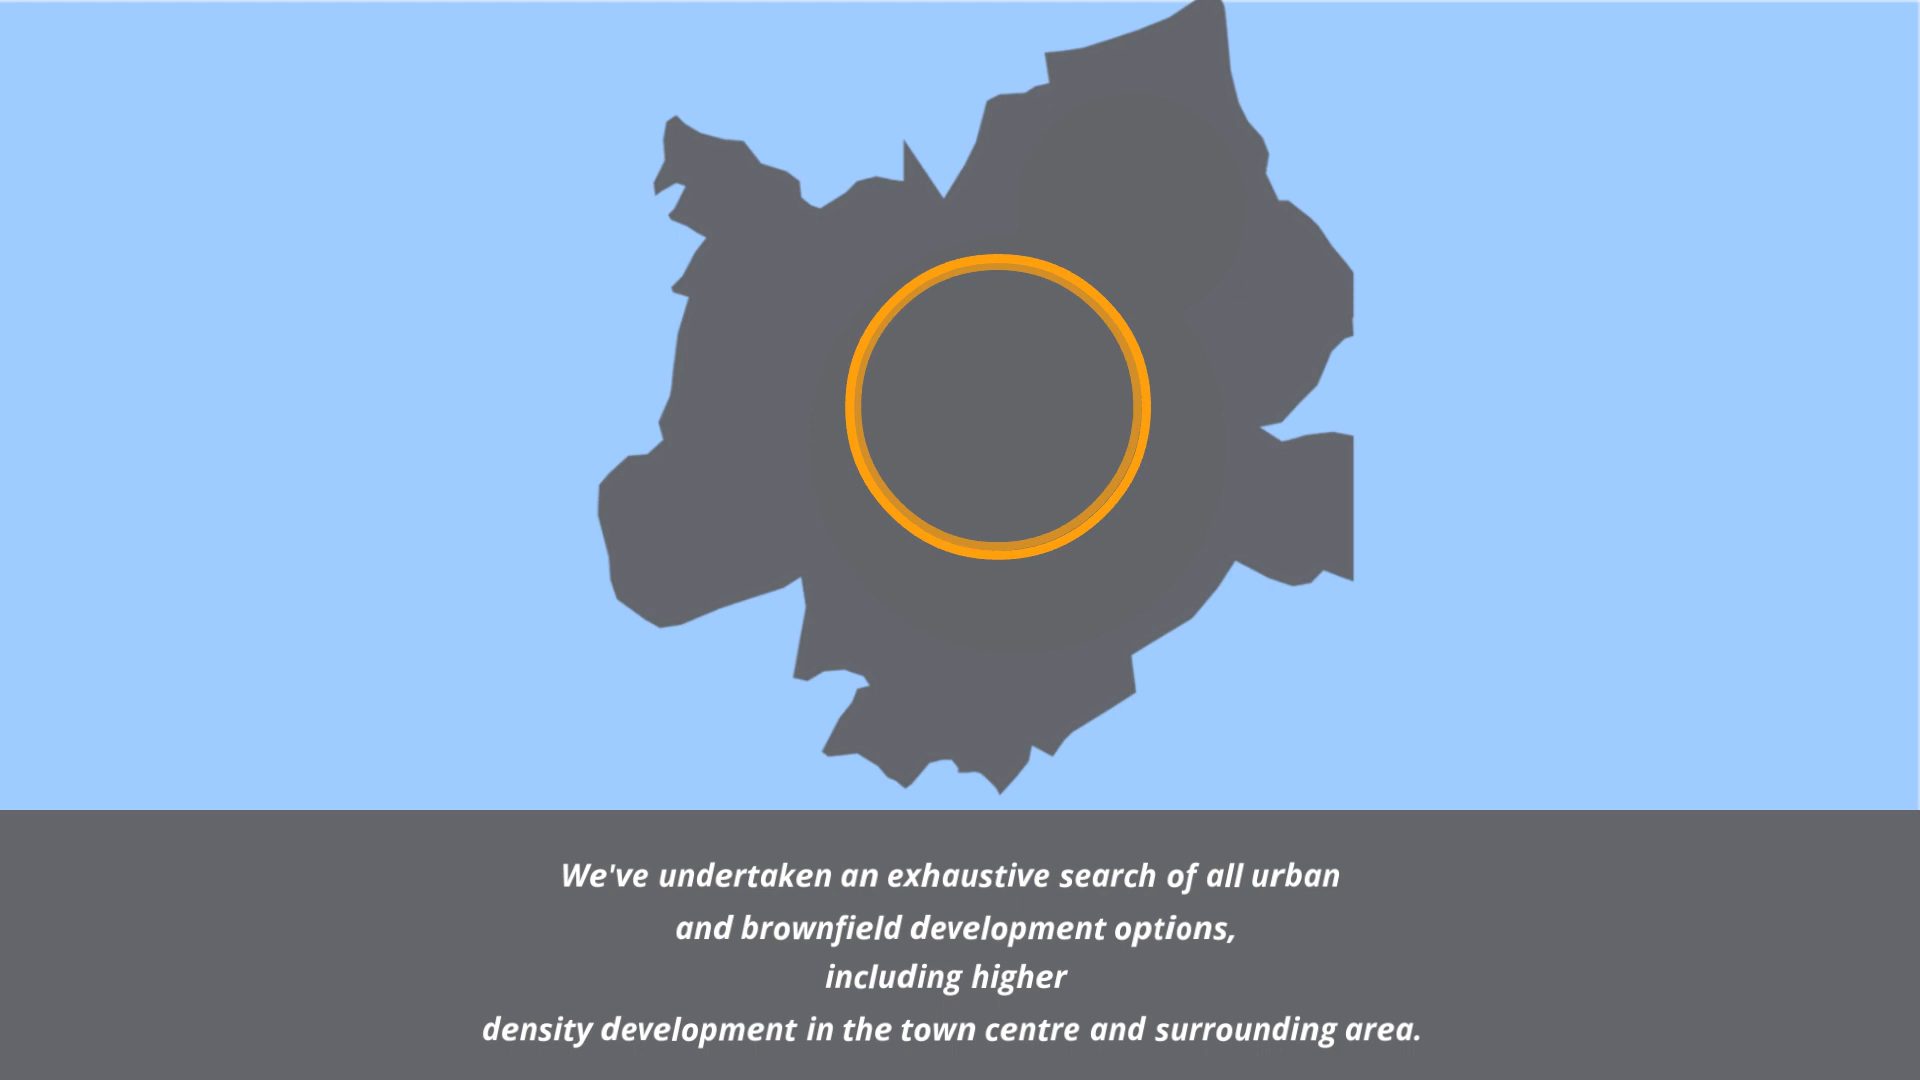 We've undertaken an exhaustive search of all urban
and brownfield development options,
including higher
density development in the town centre and surrounding area.